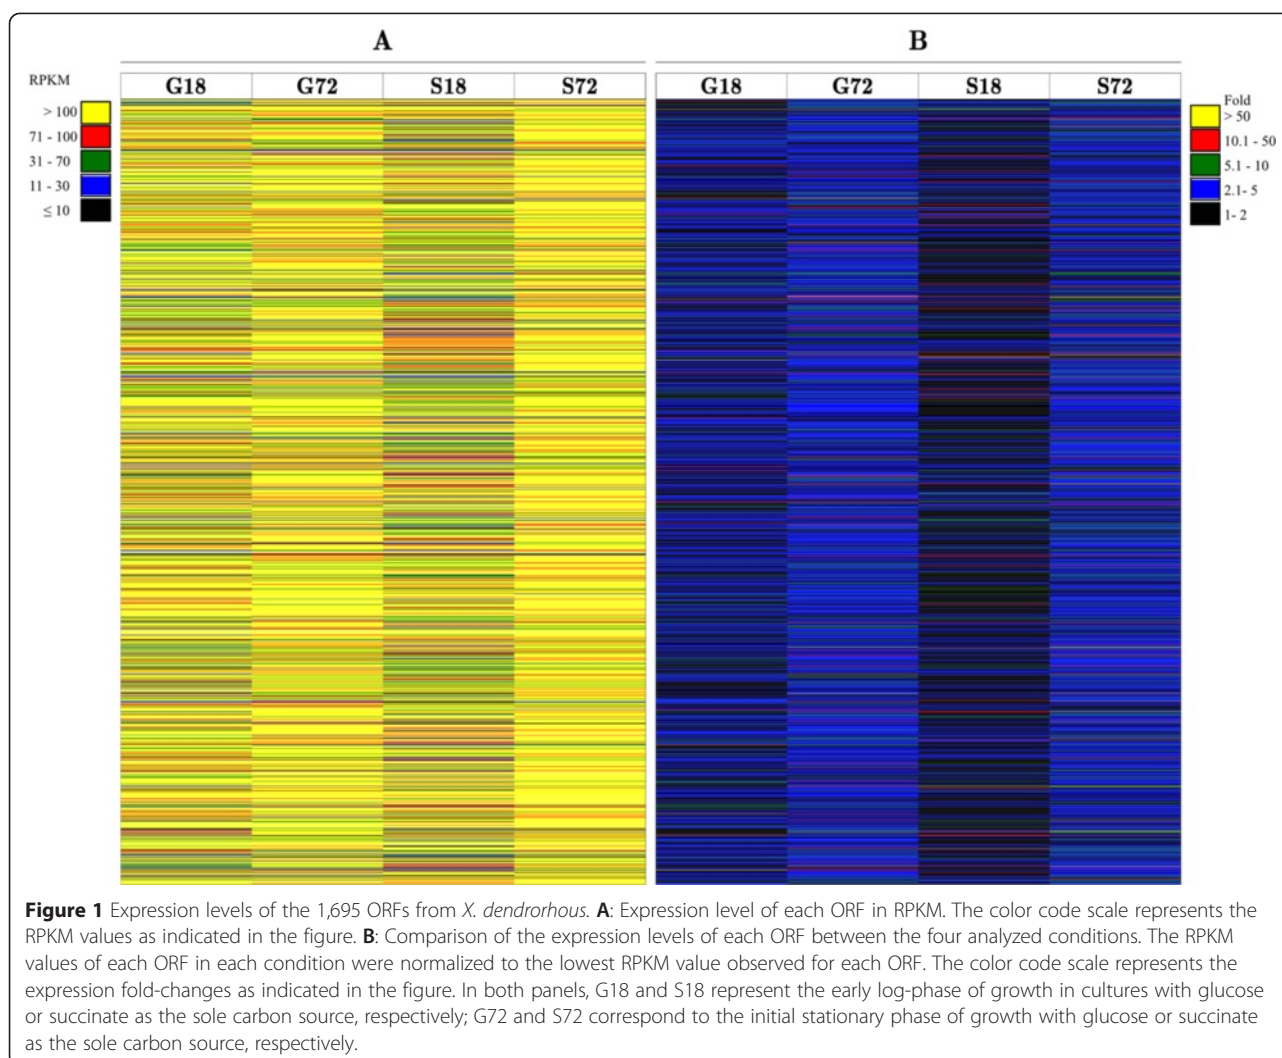 A
B
RPKM
G18 G72 S18 S72
G18 G72 S18 S72
> 100
71 - 100
31 - 70
11 - 30
≤ 10
Fold
> 50
10.1 - 50
5.1 - 10
2.1- 5
1- 2
Figure 1 Expression levels of the 1,695 ORFs from X. dendrorhous. A: Expression level of each ORF in RPKM. The color code scale represents the
RPKM values as indicated in the figure. B: Comparison of the expression levels of each ORF between the four analyzed conditions. The RPKM
values of each ORF in each condition were normalized to the lowest RPKM value observed for each ORF. The color code scale represents the
expression fold-changes as indicated in the figure. In both panels, G18 and S18 represent the early log-phase of growth in cultures with glucose
or succinate as the sole carbon source, respectively; G72 and S72 correspond to the initial stationary phase of growth with glucose or succinate
as the sole carbon source, respectively.